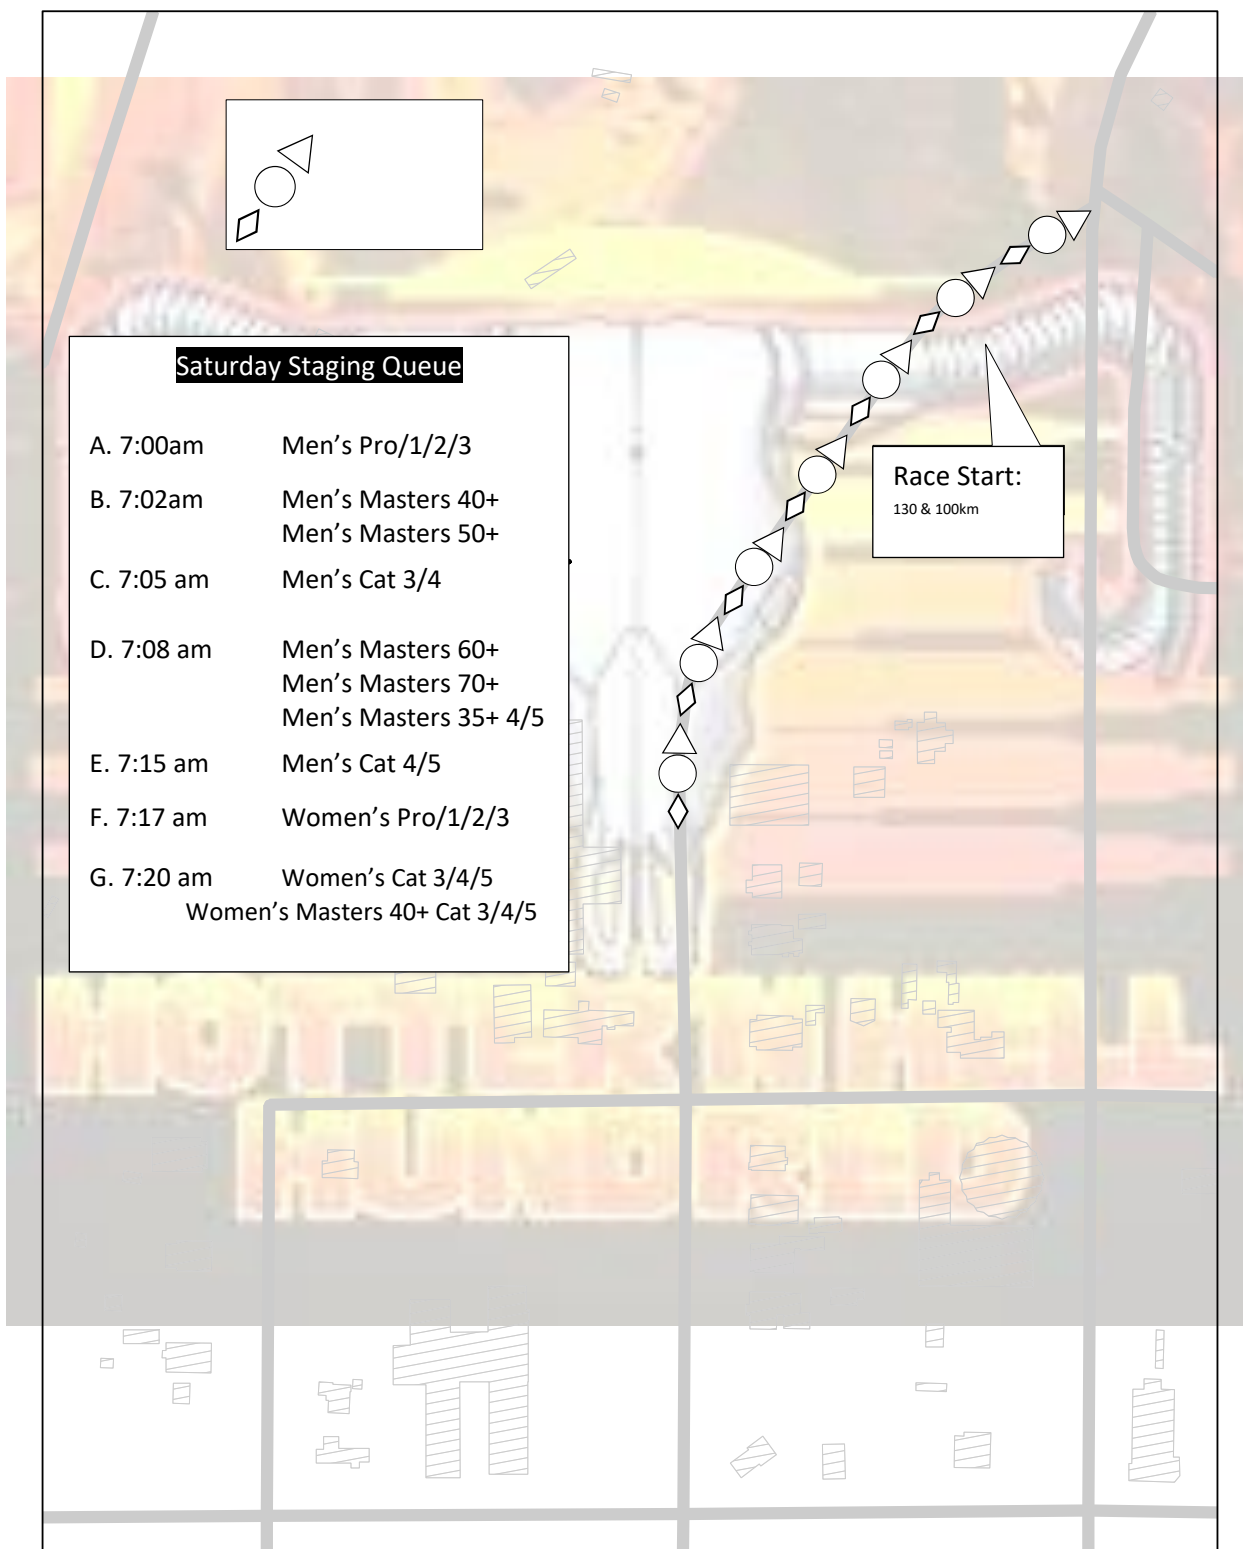 Saturday Staging Queue
A. 7:00am Men's Pro/1/2/3
B. 7:02am Men's Masters 40+
Men's Masters 50+
C. 7:05 am Men's Cat 3/4
D. 7:08 am Men's Masters 60+
Men's Masters 70+
Men's Masters 35+ 4/5
E. 7:15 am Men's Cat 4/5
F. 7:17 am Women's Pro/1/2/3
G. 7:20 am Women's Cat 3/4/5
Women's Masters 40+ Cat 3/4/5
Race Start:
130 & 100km
HOTTER'N HELL
HUNDRED